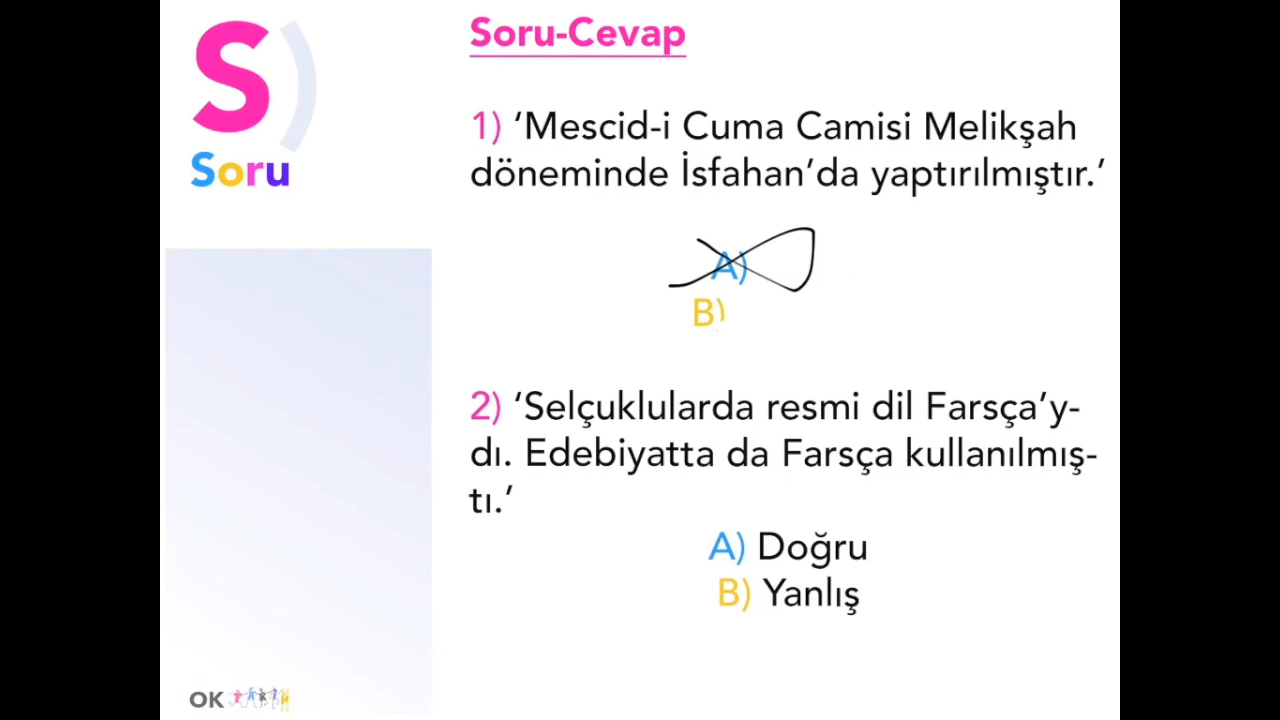 S)
Soru
Soru-Cevap
1) ‘Mescid-i Cuma Camisi Melikşah
döneminde İsfahan’da yaptırılmıştır.’
A)
B)
2) ‘Selçuklularda resmi dil Farsça’y-
dı. Edebiyatta da Farsça kullanılmış-
tı.’
A) Doğru
B) Yanlış
OK